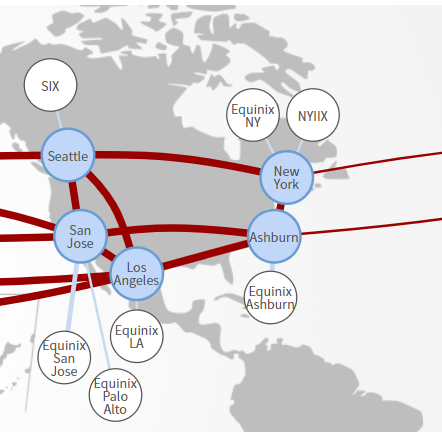 SIX
Equinix
NY
NYIIX
Seattle
New
York
San
Jose
Ashburn
Los
Angeles
Equinix
Ashburn
Equinix
LA
Equinix
San
Jose
Equinix
Palo
Alto